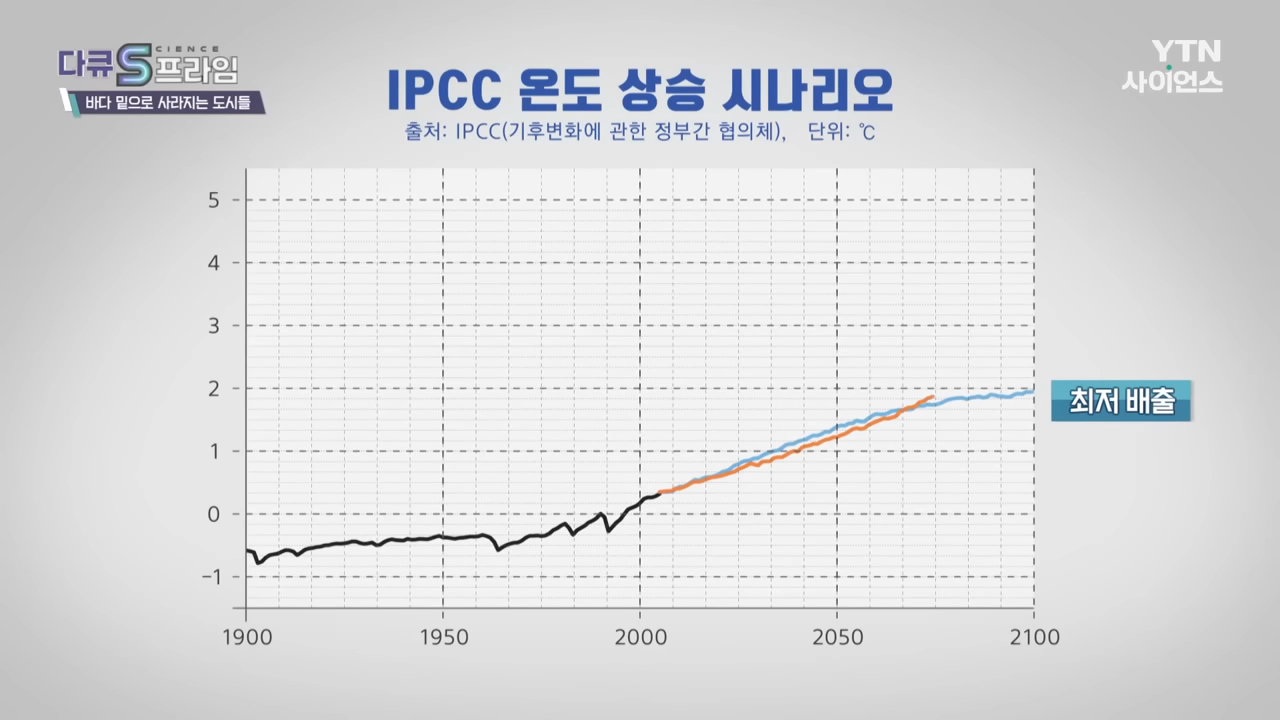 다큐S프라임
CIENCE
바다 밑으로 사라지는 도시들
YTN
사이언스
IPCC 온도 상승 시나리오
출처: IPCC(기후변화에 관한 정부간 협의체), 단위: ℃
5
4
3
2
1
0
-1
최저 배출
1900 1950 2000 2050 2100